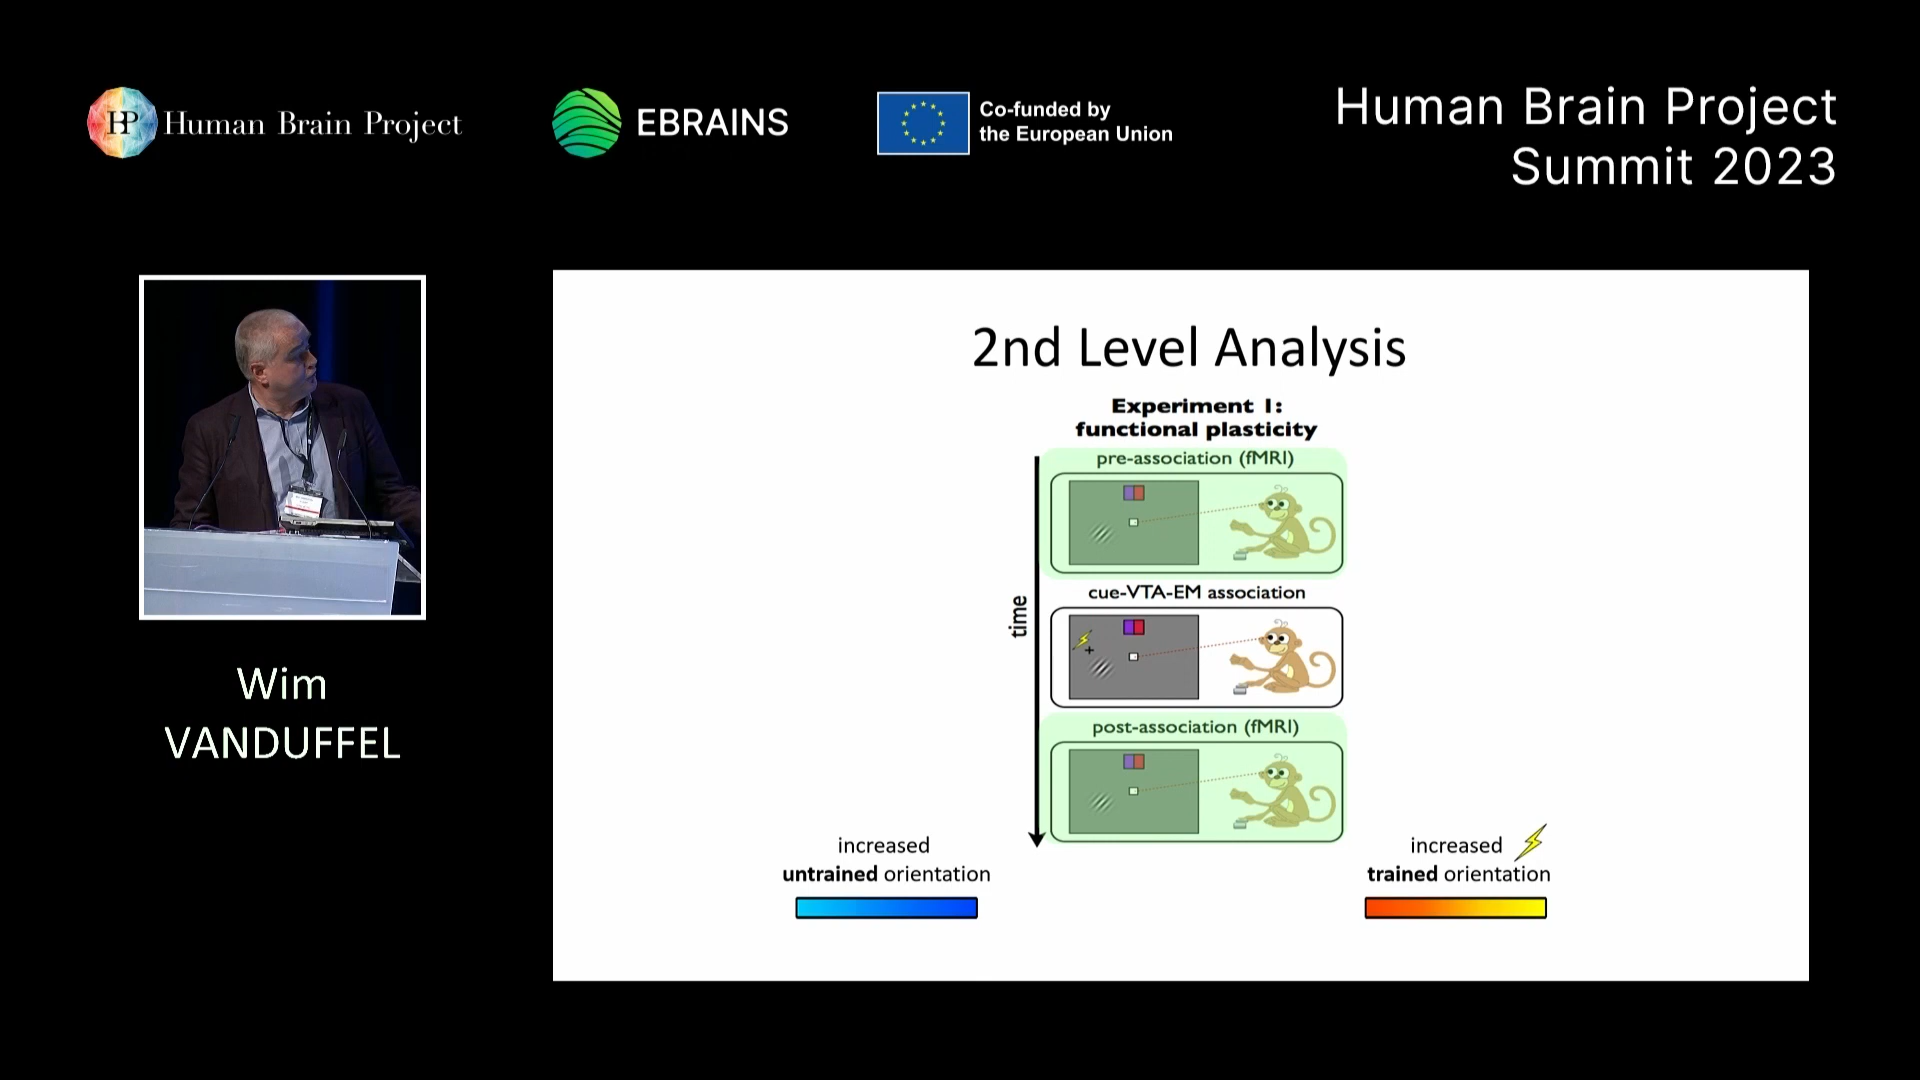 HP Human Brain Project
EBRAINS
Co-funded by
the European Union
Human Brain Project
Summit 2023
Wim
VANDUFFEL
2nd Level Analysis
Experiment 1:
functional plasticity
pre-association (fMRI)
time
cue-VTA-EM association
post-association (fMRI)
increased
untrained orientation
increased
trained orientation